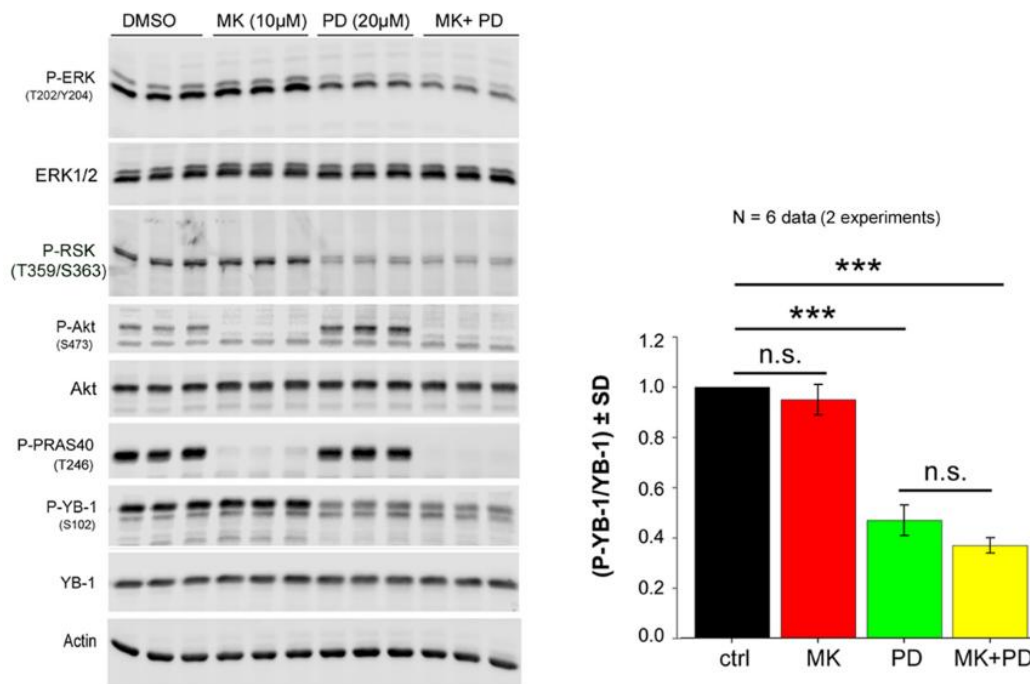 DMSO MK (10µM) PD (20µM) MK+ PD
P-ERK
(T202/Y204)
ERK1/2
P-RSK
(T359/S363)
P-Akt
(S473)
Akt
P-PRAS40
(T246)
P-YB-1
(S102)
YB-1
Actin
N = 6 data (2 experiments)
***
***
n.s.
n.s.
(P-YB-1/YB-1) ± SD
1.2
1.0
0.8
0.6
0.4
0.2
0.0
ctrl MK PD MK+PD